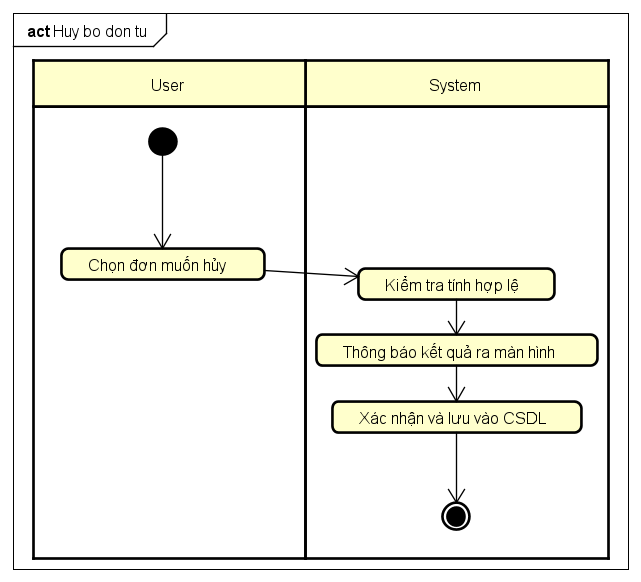 act Huy bo don tu
User
System
Chọn đơn muốn hủy
Kiểm tra tính hợp lệ
Thông báo kết quả ra màn hình
Xác nhận và lưu vào CSDL